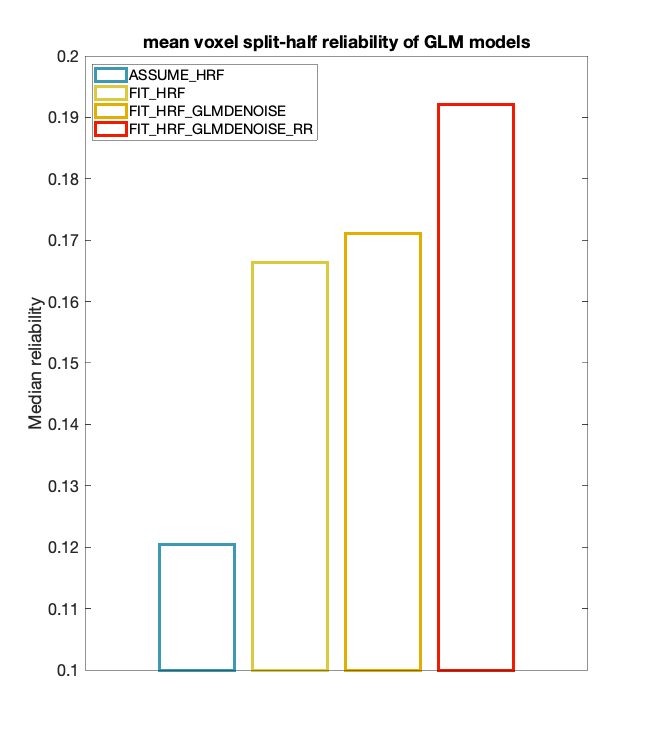 mean voxel split-half reliability of GLM models
ASSUME_HRF
FIT_HRF
FIT_HRF_GLMDENOISE
FIT_HRF_GLMDENOISE_RR
Median reliability
0.2
0.19
0.18
0.17
0.16
0.15
0.14
0.13
0.12
0.11
0.1